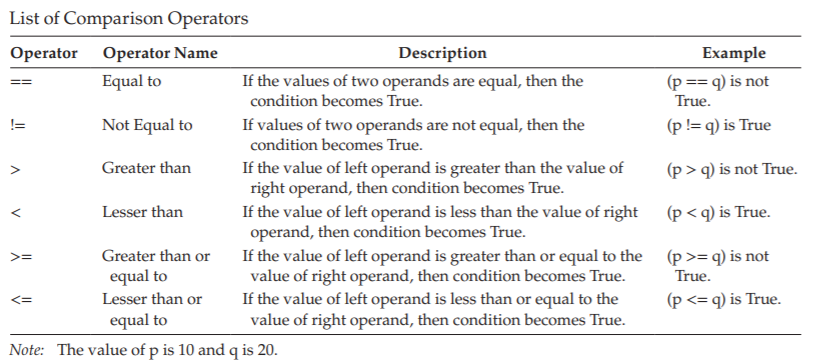 List of Comparison Operators
Operator Operator Name Description Example
== Equal to If the values of two operands are equal, then the (p == q) is not
condition becomes True. True.
!= Not Equal to If values of two operands are not equal, then the (p != q) is True
condition becomes True.
> Greater than If the value of left operand is greater than the value of (p > q) is not True.
right operand, then condition becomes True.
< Lesser than If the value of left operand is less than the value of right (p < q) is True.
operand, then condition becomes True.
>= Greater than or If the value of left operand is greater than or equal to the (p >= q) is not
equal to value of right operand, then condition becomes True. True.
<= Lesser than or If the value of left operand is less than or equal to the (p <= q) is True.
equal to value of right operand, then condition becomes True.
Note: The value of p is 10 and q is 20.